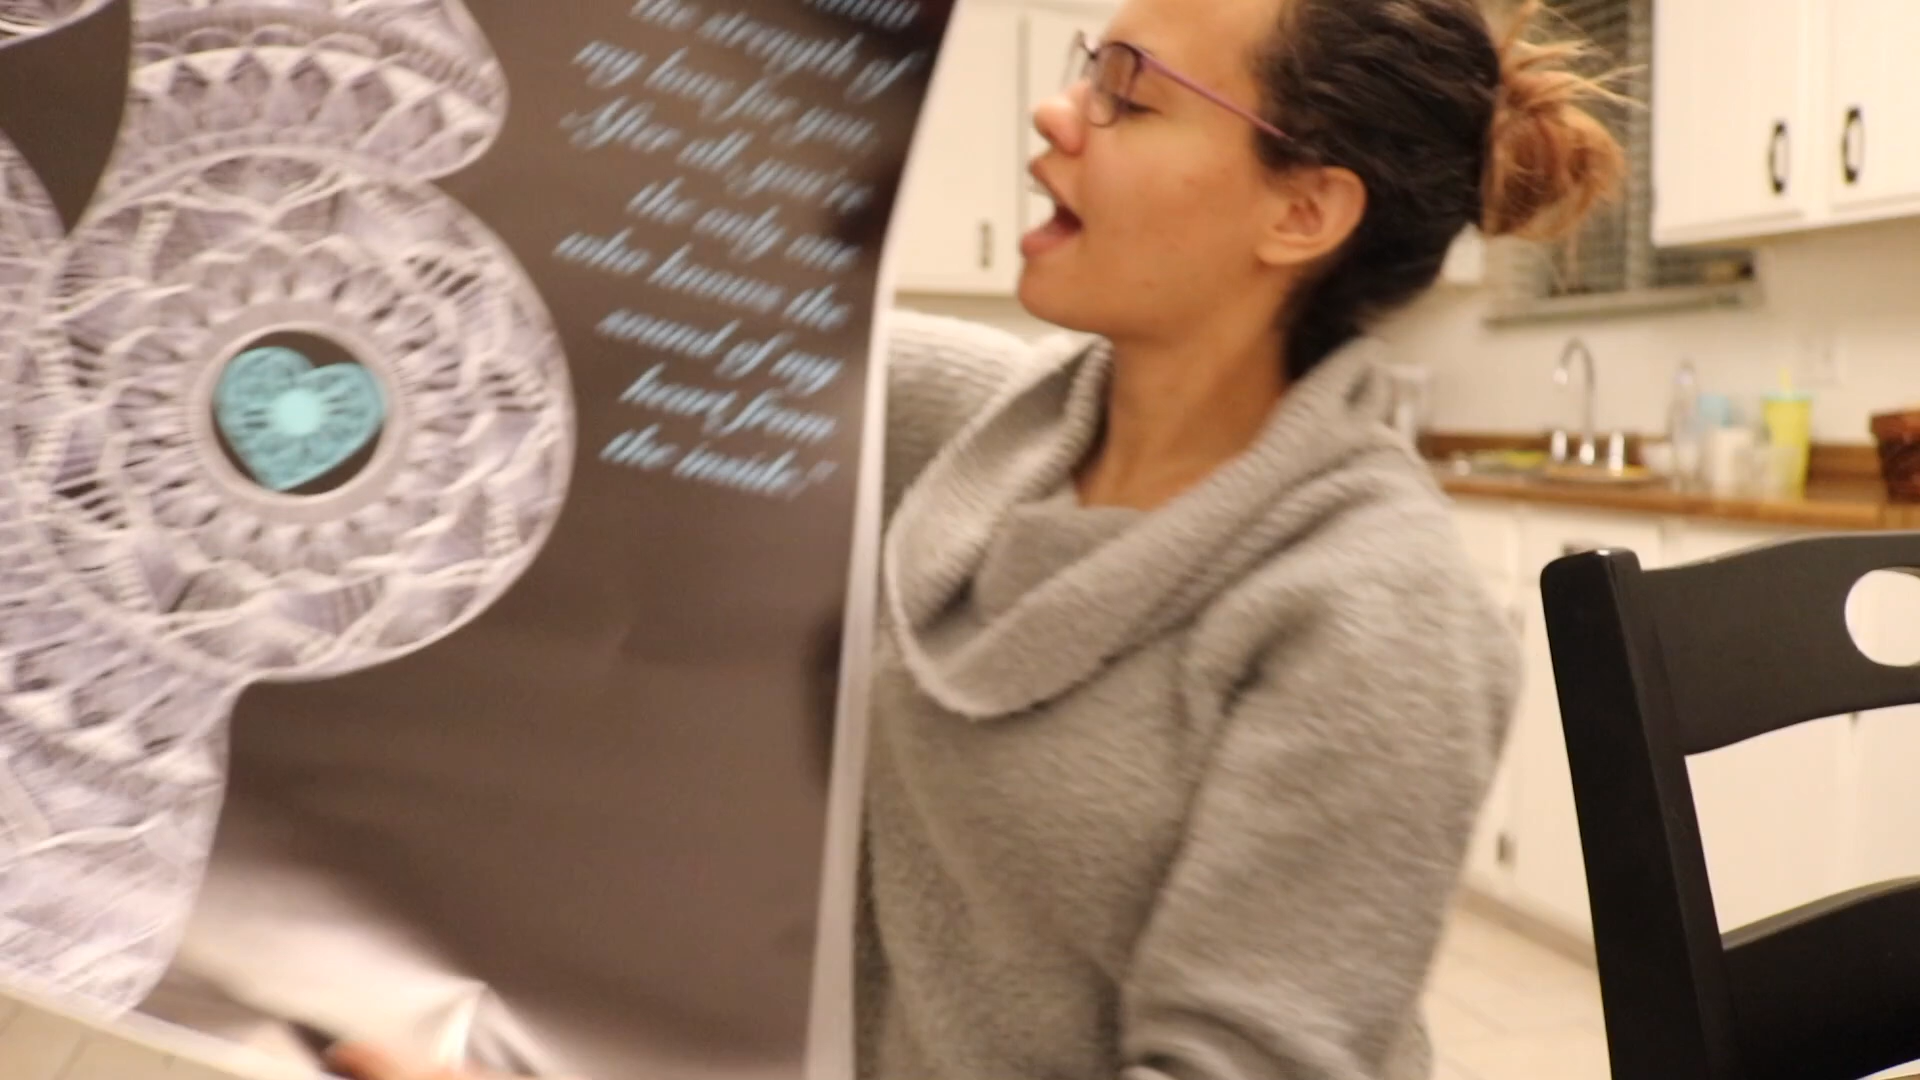 the strength of
my love for you.
After all, you're
the only one
who knows the
sound of my
heart from
the inside!"